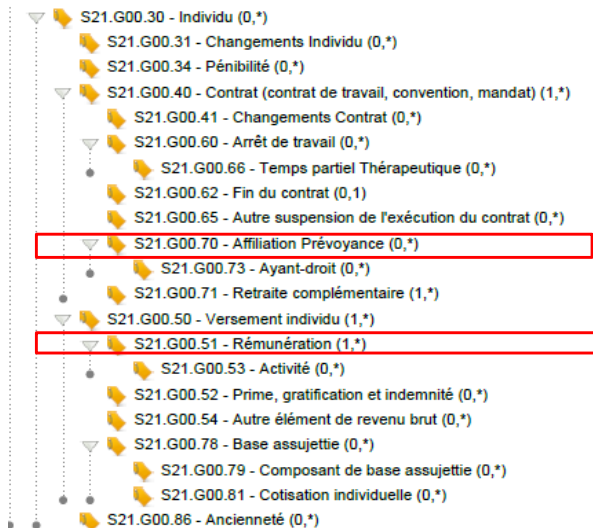 S21.G00.30 - Individu (0,*)
S21.G00.31 - Changements Individu (0,*)
S21.G00.34 - Pénibilité (0,*)
S21.G00.40 - Contrat (contrat de travail, convention, mandat) (1,*)
S21.G00.41 - Changements Contrat (0,*)
S21.G00.60 - Arrêt de travail (0,*)
S21.G00.66 - Temps partiel Thérapeutique (0,*)
S21.G00.62 - Fin du contrat (0,1)
S21.G00.65 - Autre suspension de l'exécution du contrat (0,*)
S21.G00.70 - Affiliation Prévoyance (0,*)
S21.G00.73 - Ayant-droit (0,*)
S21.G00.71 - Retraite complémentaire (1,*)
S21.G00.50 - Versement individu (1,*)
S21.G00.51 - Rémunération (1,*)
S21.G00.53 - Activité (0,*)
S21.G00.52 - Prime, gratification et indemnité (0,*)
S21.G00.54 - Autre élément de revenu brut (0,*)
S21.G00.78 - Base assujettie (0,*)
S21.G00.79 - Composant de base assujettie (0,*)
S21.G00.81 - Cotisation individuelle (0,*)
S21.G00.86 - Ancienneté (0,*)